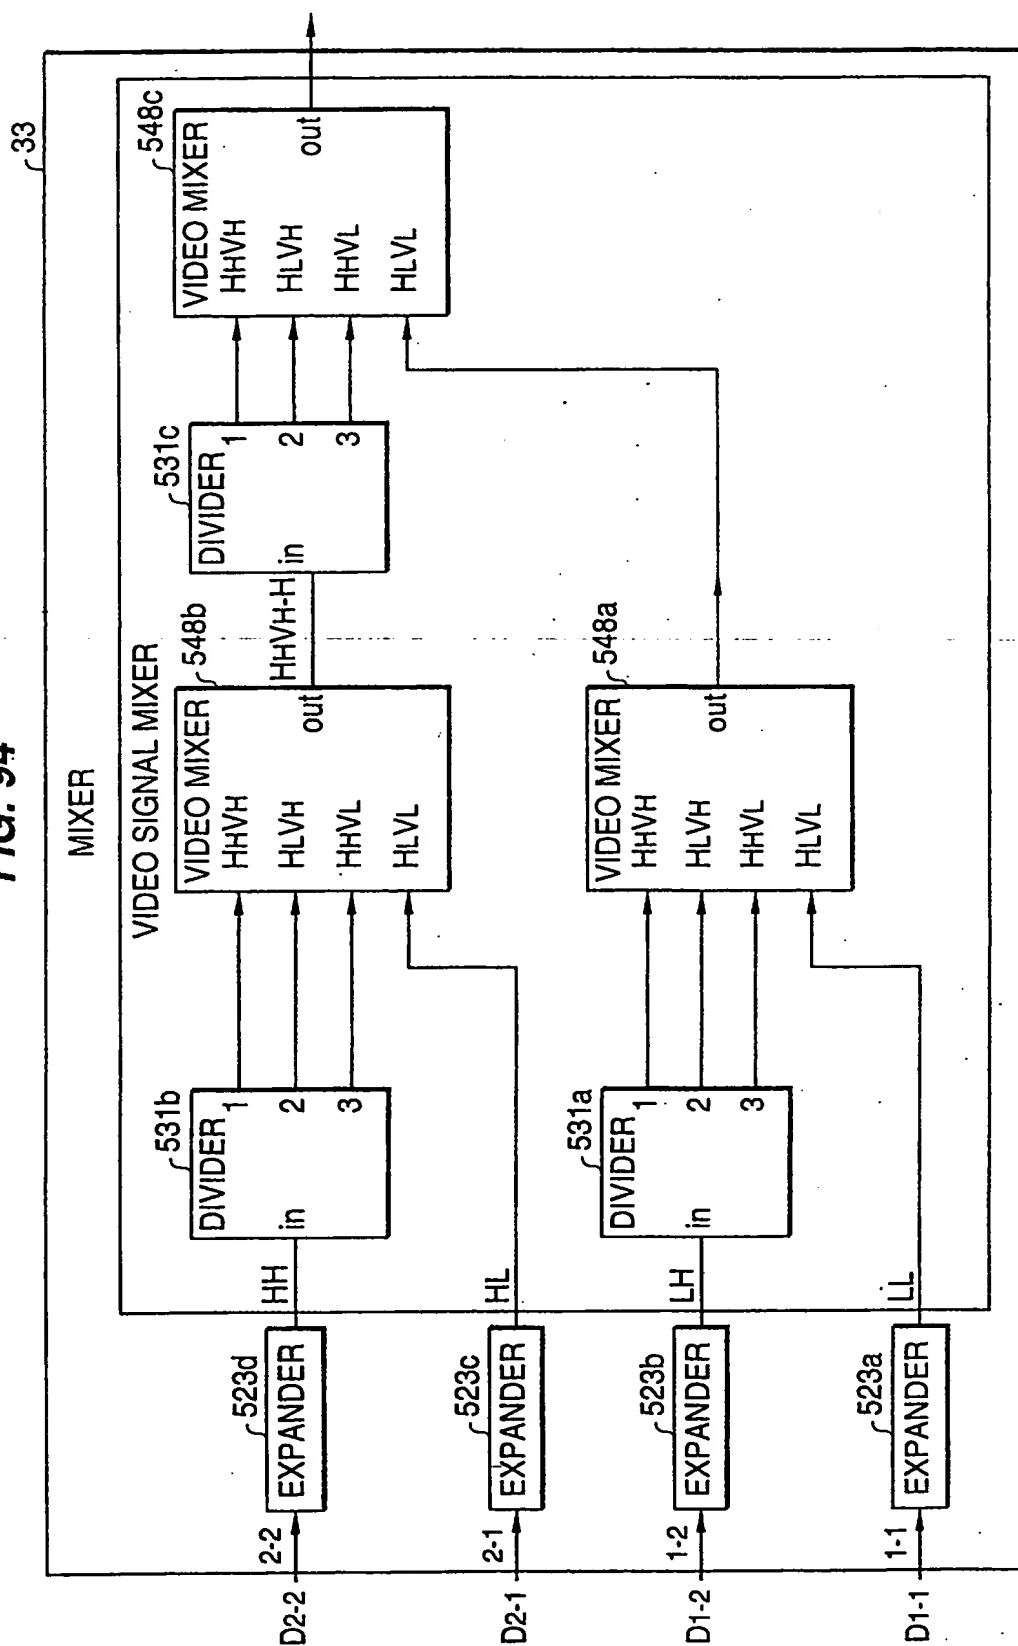 FIG. 94
33
MIXER
VIDEO SIGNAL MIXER
D2-2
2-2
EXPANDER
523d
HH
DIVIDER
531b
in
1
2
3
VIDEO MIXER
548b
HHVH
HLVH
HHVL
HLVL
out
HHVH-H
DIVIDER
531c
in
1
2
3
VIDEO MIXER
548c
HHVH
HLVH
HHVL
HLVL
out
D2-1
2-1
EXPANDER
523c
HL
D1-2
1-2
EXPANDER
523b
LH
DIVIDER
531a
in
1
2
3
VIDEO MIXER
548a
HHVH
HLVH
HHVL
HLVL
out
D1-1
1-1
EXPANDER
523a
LL